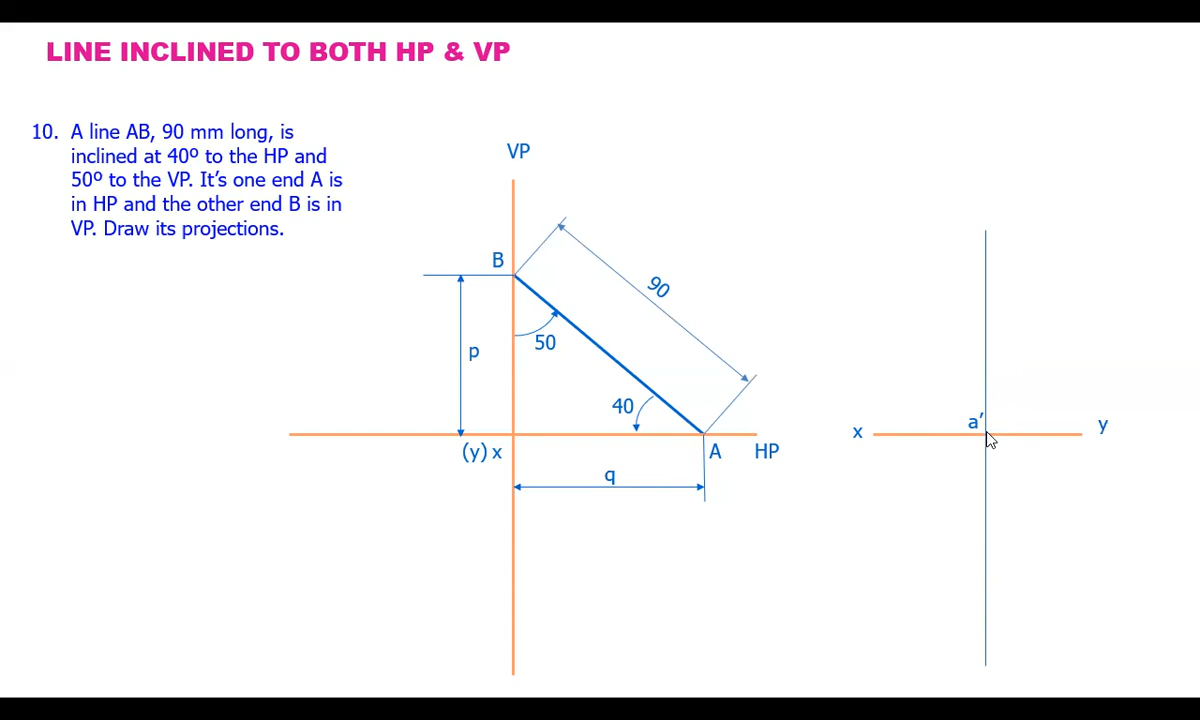 LINE INCLINED TO BOTH HP & VP
10. A line AB, 90 mm long, is
inclined at 40º to the HP and
50º to the VP. It's one end A is
in HP and the other end B is in
VP. Draw its projections.
VP
B
90
50
p
40
(y) x
A
HP
q
x
a′
y